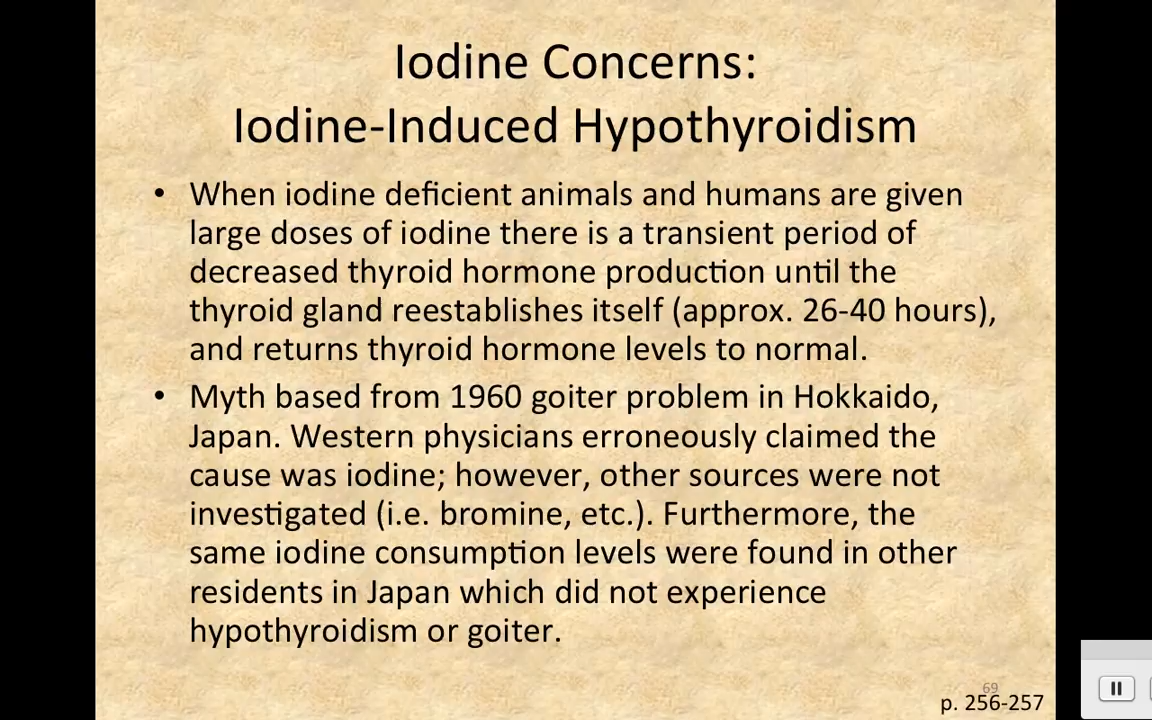 Iodine Concerns:
Iodine-Induced Hypothyroidism
• When iodine deficient animals and humans are given
large doses of iodine there is a transient period of
decreased thyroid hormone production until the
thyroid gland reestablishes itself (approx. 26-40 hours),
and returns thyroid hormone levels to normal.
• Myth based from 1960 goiter problem in Hokkaido,
Japan. Western physicians erroneously claimed the
cause was iodine; however, other sources were not
investigated (i.e. bromine, etc.). Furthermore, the
same iodine consumption levels were found in other
residents in Japan which did not experience
hypothyroidism or goiter.
69
p. 256-257